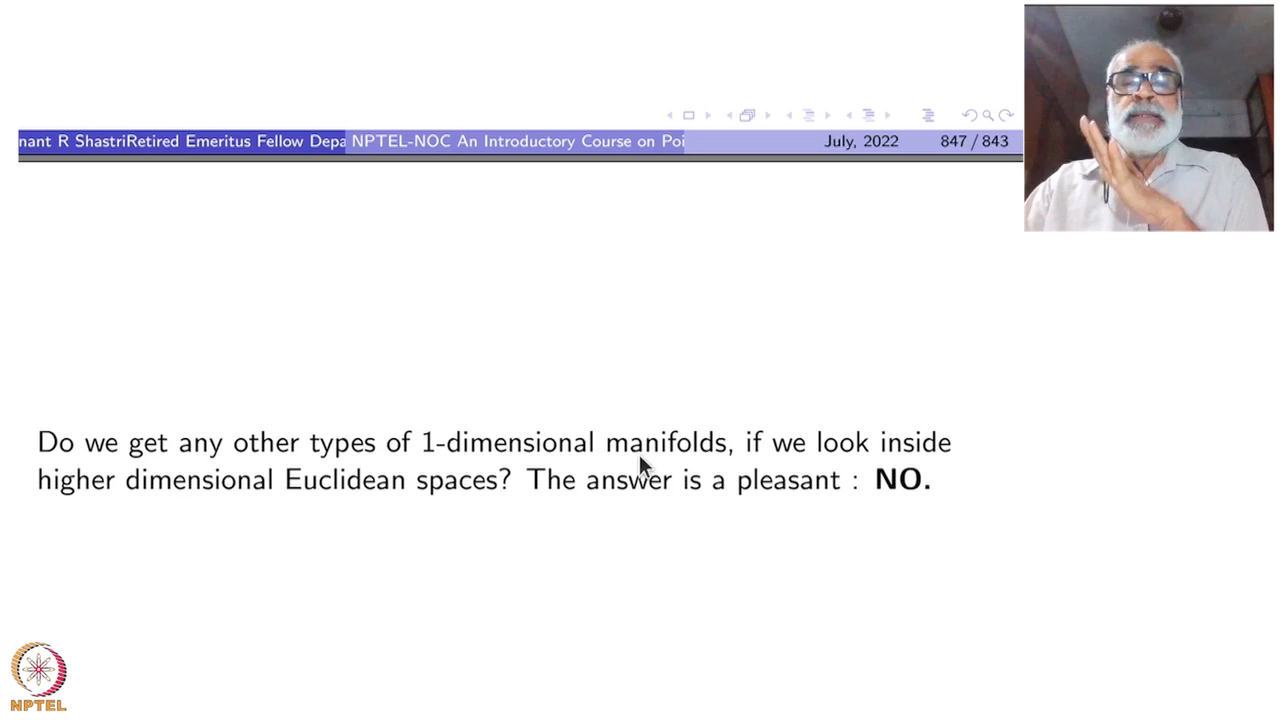 nant R ShastriRetired Emeritus Fellow Depa NPTEL-NOC An Introductory Course on Poi July, 2022 847 / 843
Do we get any other types of 1-dimensional manifolds, if we look inside
higher dimensional Euclidean spaces? The answer is a pleasant : NO.
NPTEL